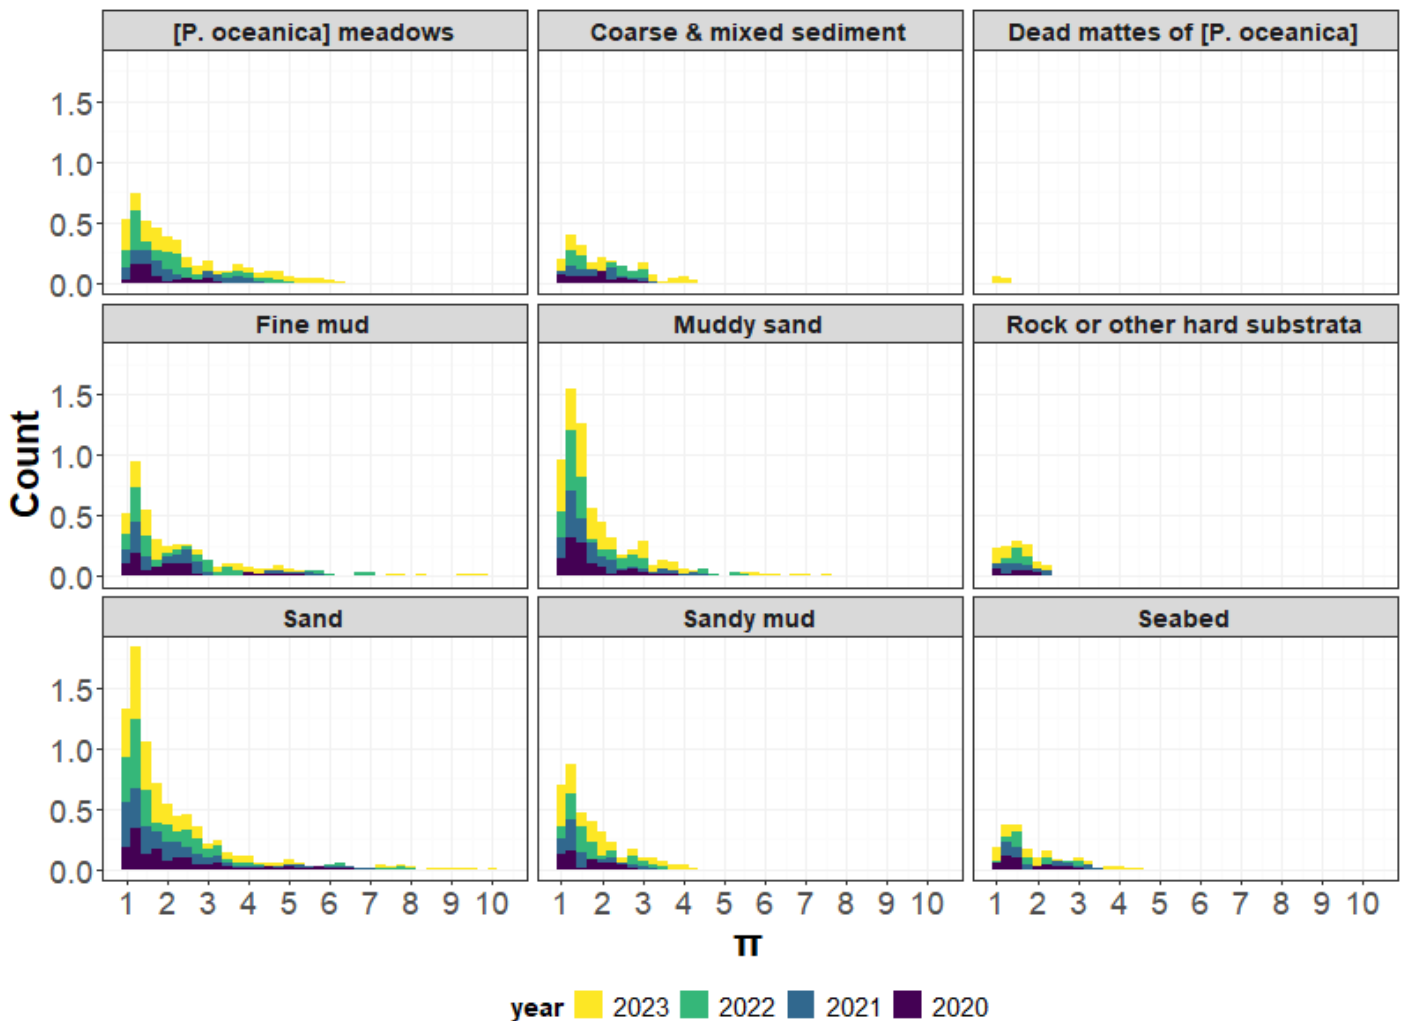 [P. oceanica] meadows
Coarse & mixed sediment
Dead mattes of [P. oceanica]
1.5
1.0
0.5
0.0
Fine mud
Muddy sand
Rock or other hard substrata
1.5
1.0
0.5
0.0
Count
Sand
Sandy mud
Seabed
1.5
1.0
0.5
0.0
1 2 3 4 5 6 7 8 9 10
1 2 3 4 5 6 7 8 9 10
1 2 3 4 5 6 7 8 9 10
π
year 2023 2022 2021 2020